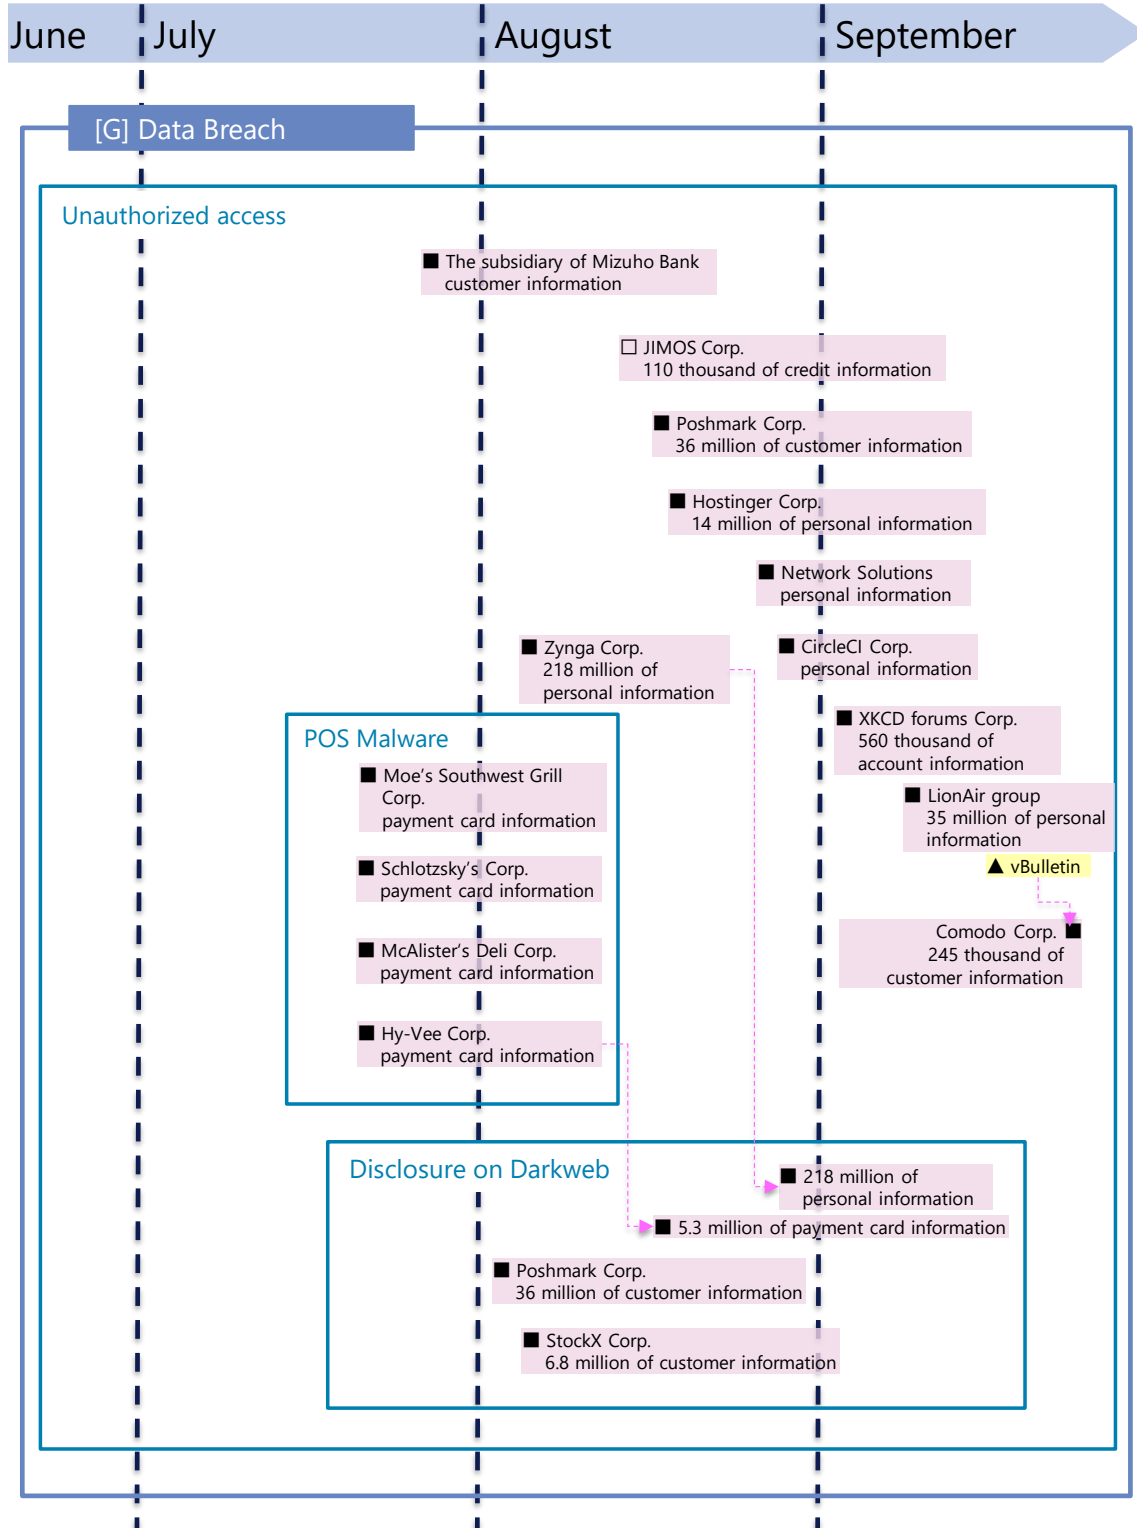 June
July
August
September
[G] Data Breach
Unauthorized access
■ The subsidiary of Mizuho Bank
customer information
□ JIMOS Corp.
110 thousand of credit information
■ Poshmark Corp.
36 million of customer information
■ Hostinger Corp.
14 million of personal information
■ Network Solutions
personal information
■ Zynga Corp.
218 million of
personal information
■ CircleCI Corp.
personal information
■ XKCD forums Corp.
560 thousand of
account information
POS Malware
■ Moe's Southwest Grill
Corp.
payment card information
■ LionAir group
35 million of personal
information
■ Schlotzsky's Corp.
payment card information
▲ vBulletin
■ McAlister's Deli Corp.
payment card information
Comodo Corp. ■
245 thousand of
customer information
■ Hy-Vee Corp.
payment card information
Disclosure on Darkweb
■ 218 million of
personal information
■ 5.3 million of payment card information
■ Poshmark Corp.
36 million of customer information
■ StockX Corp.
6.8 million of customer information